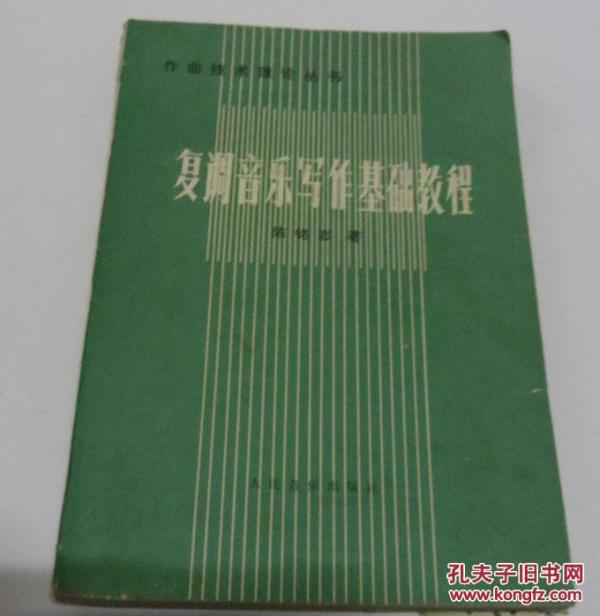 作曲技术理论丛书
复调音乐写作基础教程
陈铭志 著
人民音乐出版社
孔夫子旧书网
www.kongfz.com